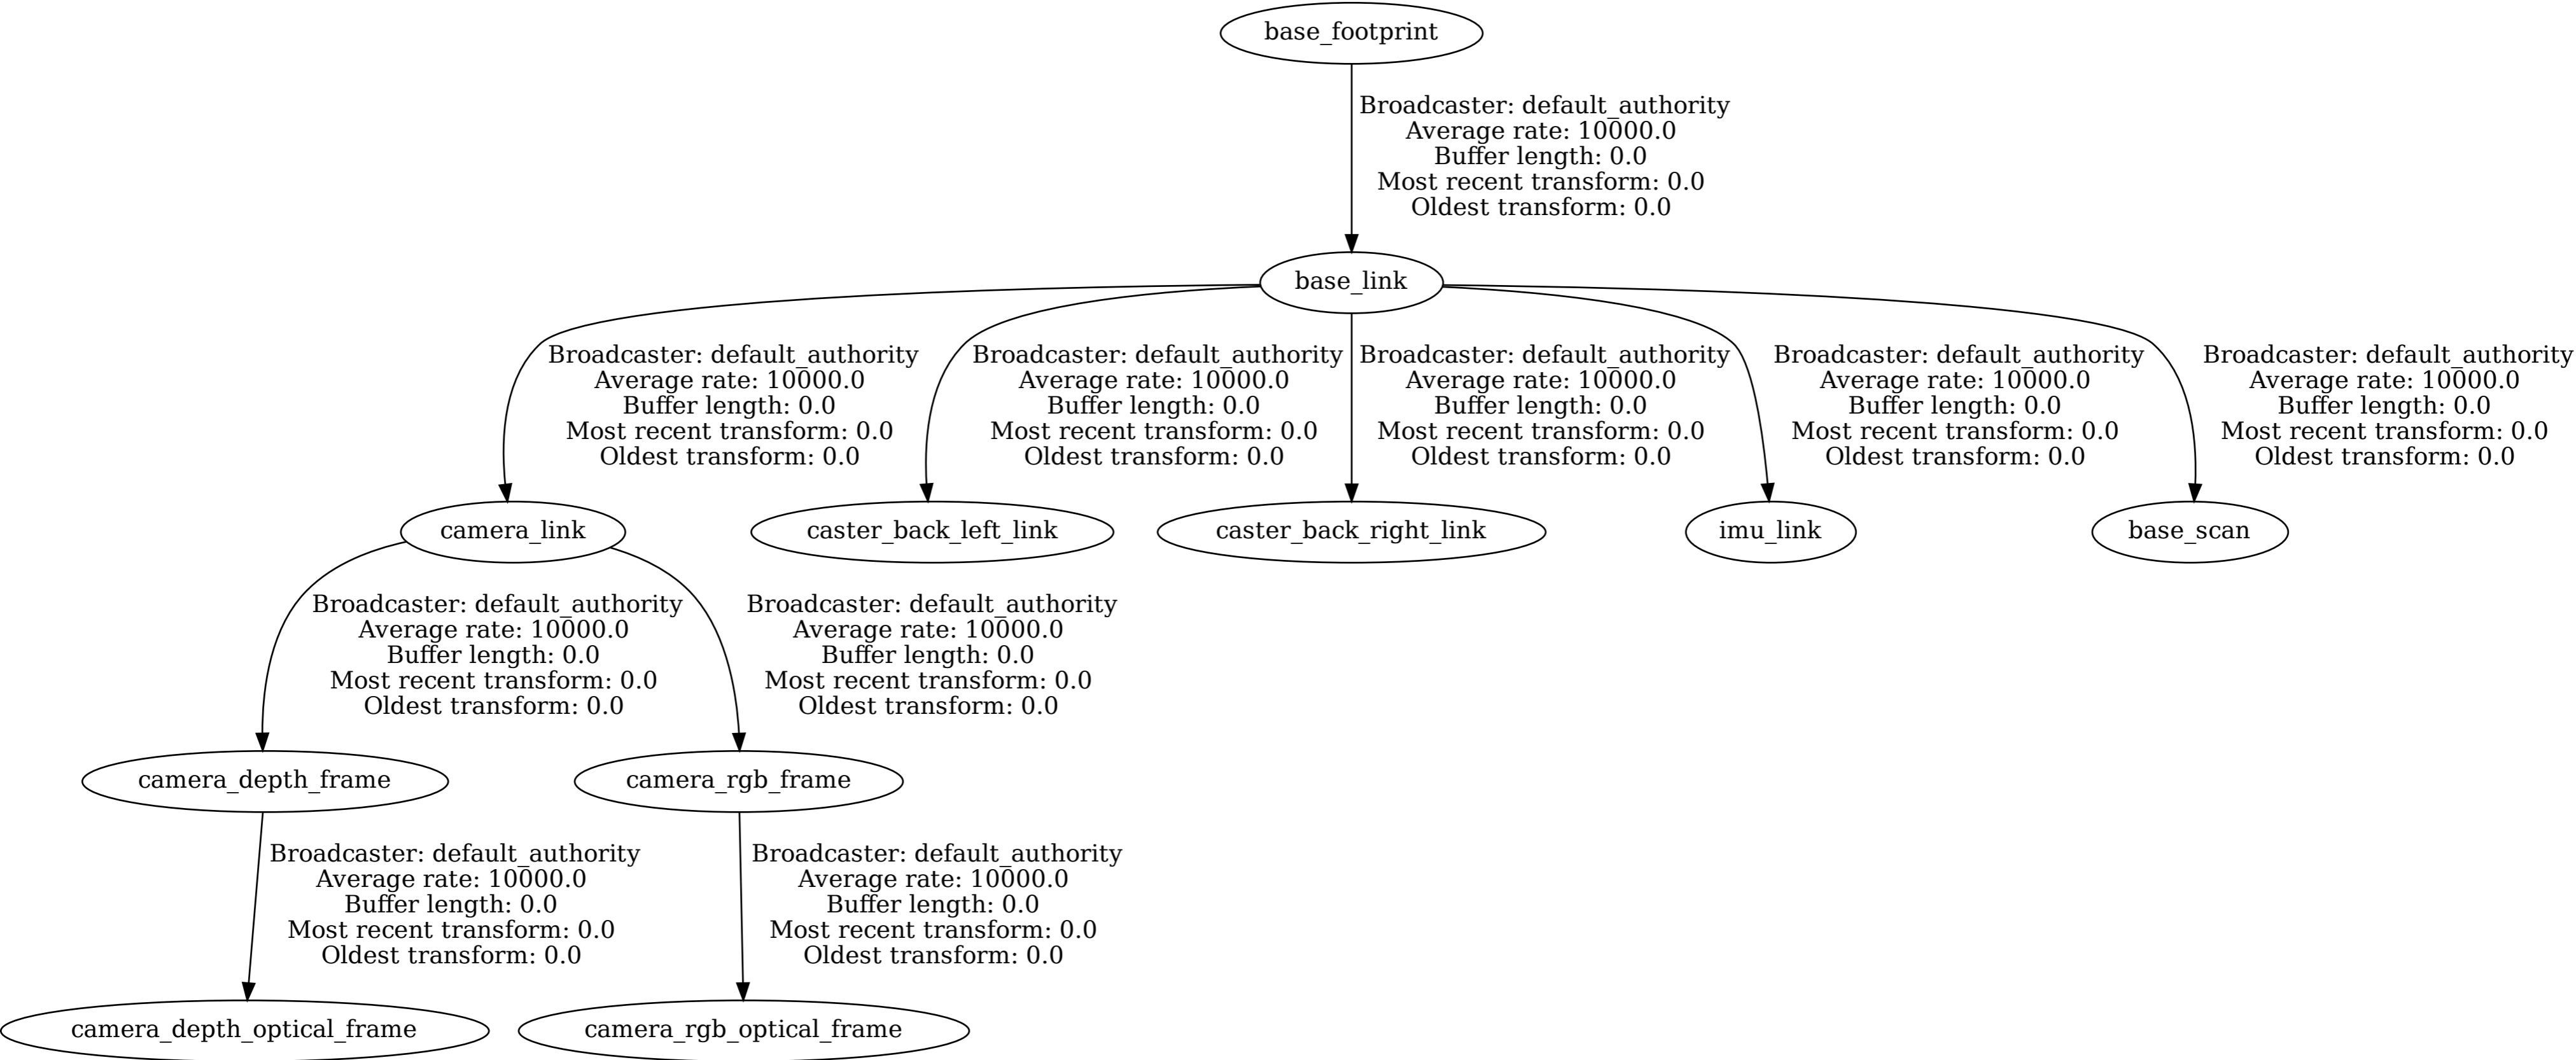 base_footprint
Broadcaster: default_authority
Average rate: 10000.0
Buffer length: 0.0
Most recent transform: 0.0
Oldest transform: 0.0
base_link
Broadcaster: default_authority
Average rate: 10000.0
Buffer length: 0.0
Most recent transform: 0.0
Oldest transform: 0.0
Broadcaster: default_authority
Average rate: 10000.0
Buffer length: 0.0
Most recent transform: 0.0
Oldest transform: 0.0
Broadcaster: default_authority
Average rate: 10000.0
Buffer length: 0.0
Most recent transform: 0.0
Oldest transform: 0.0
Broadcaster: default_authority
Average rate: 10000.0
Buffer length: 0.0
Most recent transform: 0.0
Oldest transform: 0.0
Broadcaster: default_authority
Average rate: 10000.0
Buffer length: 0.0
Most recent transform: 0.0
Oldest transform: 0.0
camera_link
caster_back_left_link
caster_back_right_link
imu_link
base_scan
Broadcaster: default_authority
Average rate: 10000.0
Buffer length: 0.0
Most recent transform: 0.0
Oldest transform: 0.0
Broadcaster: default_authority
Average rate: 10000.0
Buffer length: 0.0
Most recent transform: 0.0
Oldest transform: 0.0
camera_depth_frame
camera_rgb_frame
Broadcaster: default_authority
Average rate: 10000.0
Buffer length: 0.0
Most recent transform: 0.0
Oldest transform: 0.0
Broadcaster: default_authority
Average rate: 10000.0
Buffer length: 0.0
Most recent transform: 0.0
Oldest transform: 0.0
camera_depth_optical_frame
camera_rgb_optical_frame